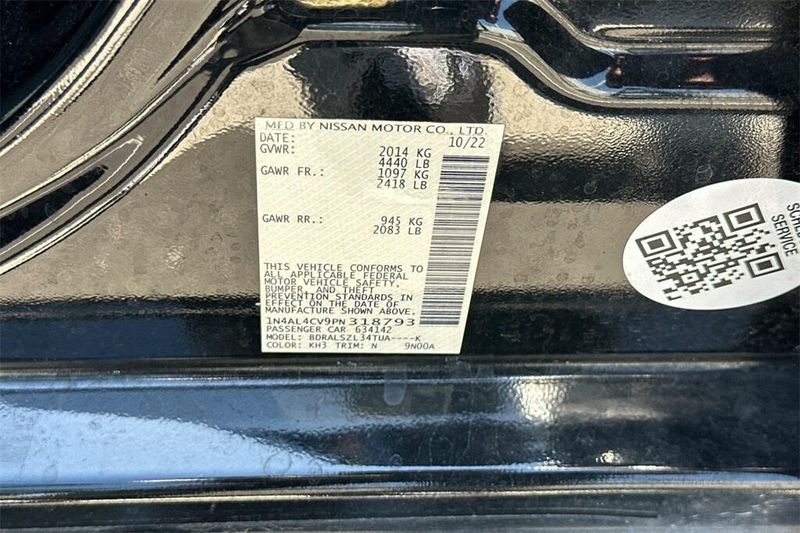 MFD BY NISSAN MOTOR CO., LTD.
DATE: 10/22
GVWR: 2014 KG
4440 LB
GAWR FR.: 1097 KG
2418 LB
GAWR RR.: 945 KG
2083 LB
THIS VEHICLE CONFORMS TO
ALL APPLICABLE FEDERAL
MOTOR VEHICLE SAFETY,
BUMPER, AND THEFT
PREVENTION STANDARDS IN
EFFECT ON THE DATE OF
MANUFACTURE SHOWN ABOVE.
1N4AL4CV9PN318793
PASSENGER CAR 634142
MODEL: BDRALSZL34TUA----K
COLOR: KH3 TRIM: N 9N00A
SERVICE